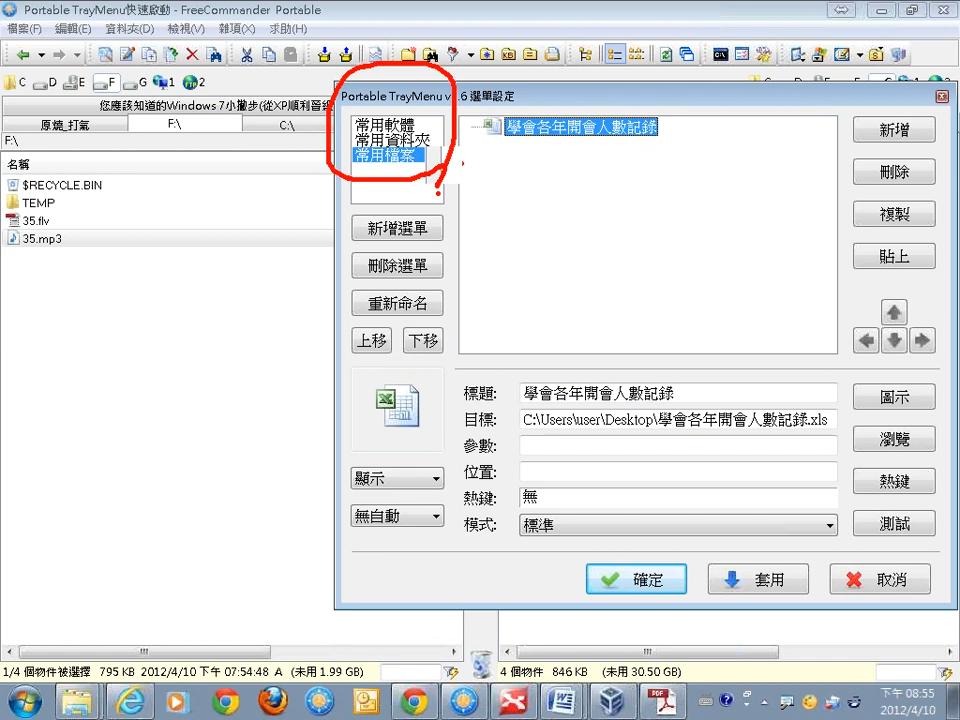 Portable TrayMenu快速啟動 - FreeCommander Portable
檔案(F) 編輯(E) 資料夾(D) 檢視(V) 雜項(X) 求助(H)
C D E F G 1 2
您應該知道的Windows 7小撇步(從XP順利晉級
原燒_打氣 F:\ C:\
F:\
名稱
$RECYCLE.BIN
TEMP
35.flv
35.mp3
Portable TrayMenu v .6 選單設定
常用軟體
常用資料夾
常用檔案
學會各年開會人數記錄
新增選單
刪除選單
重新命名
上移 下移
新增
刪除
複製
貼上
標題: 學會各年開會人數記錄
目標: C:\Users\user\Desktop\學會各年開會人數記錄.xls
參數:
位置:
熱鍵: 無
模式: 標準
顯示
無自動
圖示
瀏覽
熱鍵
測試
確定 套用 取消
1/4 個物件被選擇 795 KB 2012/4/10 下午 07:54:48 A (未用 1.99 GB)
4 個物件 846 KB (未用 30.50 GB)
PDF
下午 08:55
2012/4/10